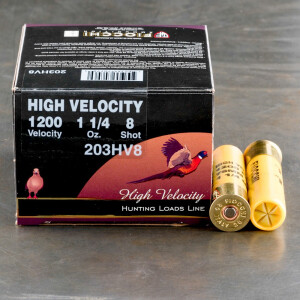 FIOCCHI
203HV8
HIGH VELOCITY
1200 1 1/4 8
Velocity Oz. Shot
203HV8
High Velocity
HUNTING LOADS LINE